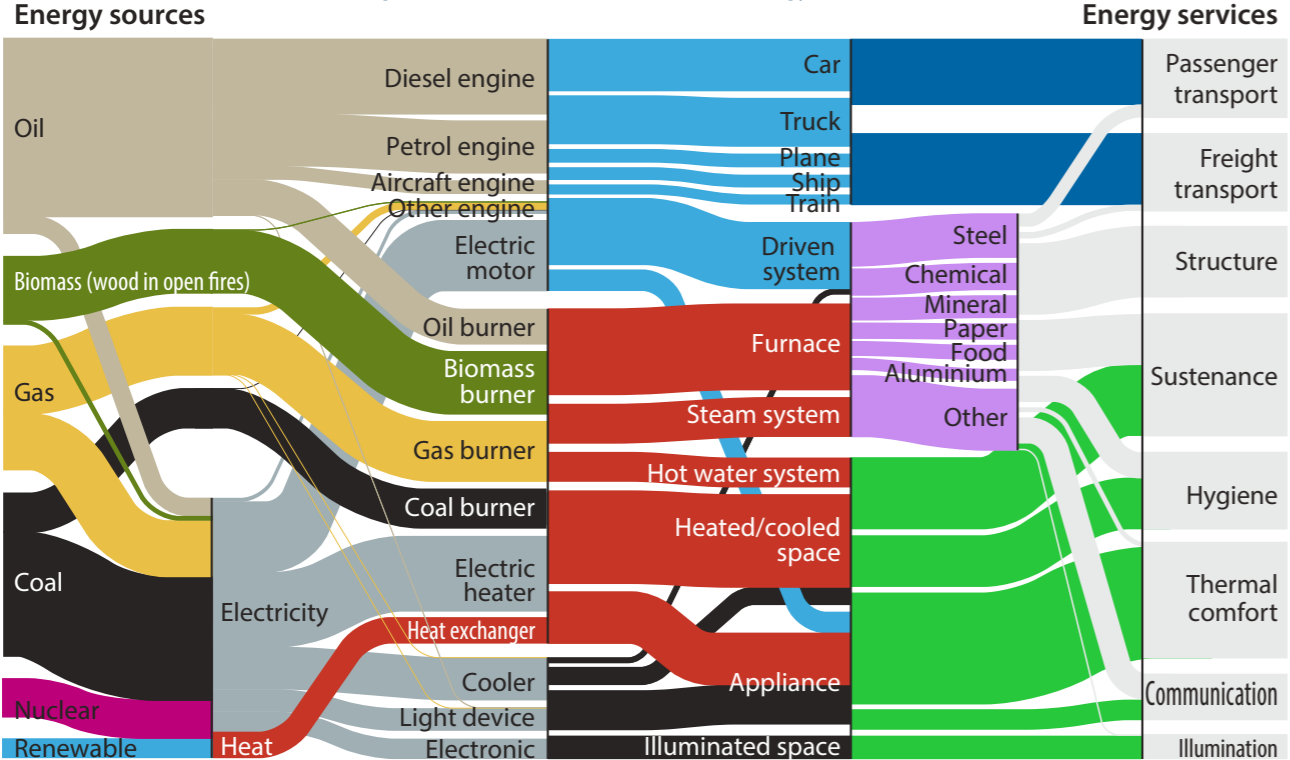 Energy sources
Energy services
Oil
Biomass (wood in open fires)
Gas
Coal
Nuclear
Renewable
Electricity
Heat
Diesel engine
Petrol engine
Aircraft engine
Other engine
Electric
motor
Oil burner
Biomass
burner
Gas burner
Coal burner
Electric
heater
Heat exchanger
Cooler
Light device
Electronic
Car
Truck
Plane
Ship
Train
Driven
system
Furnace
Steam system
Hot water system
Heated/cooled
space
Appliance
Illuminated space
Steel
Chemical
Mineral
Paper
Food
Aluminium
Other
Passenger
transport
Freight
transport
Structure
Sustenance
Hygiene
Thermal
comfort
Communication
Illumination